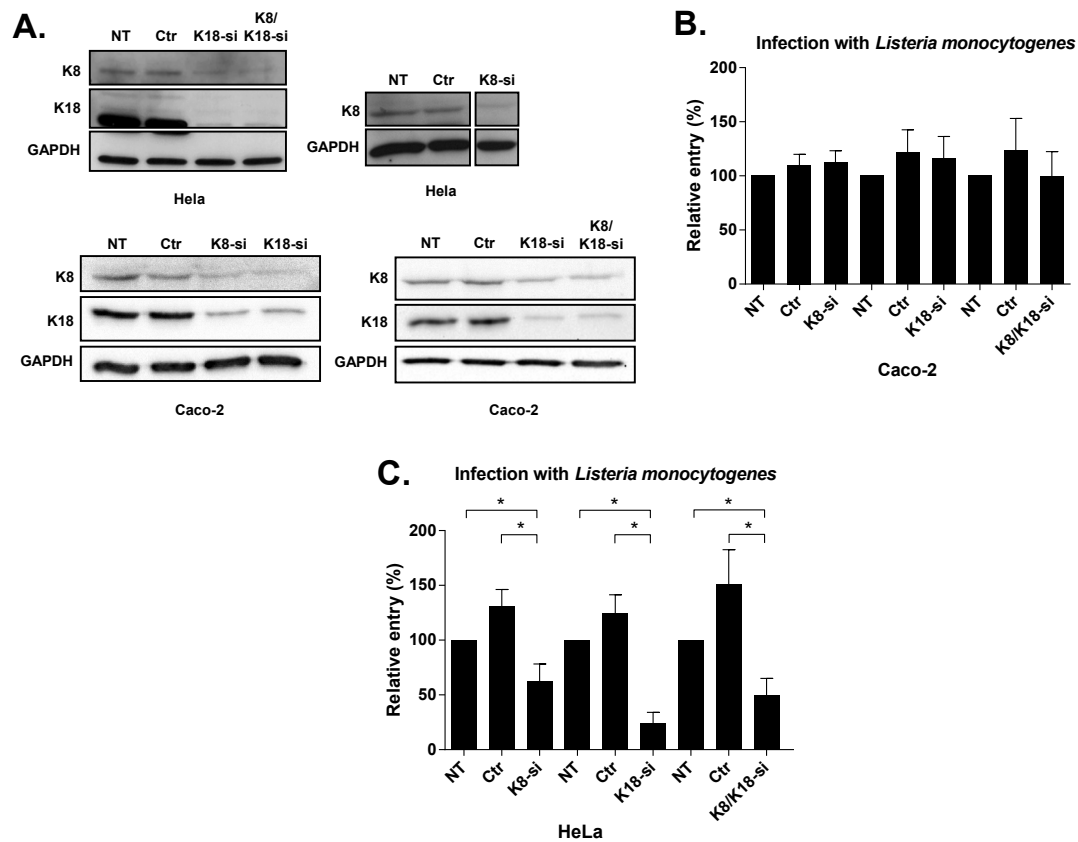 A.
NT Ctr K18-si K8/K18-si
K8
K18
GAPDH
Hela
NT Ctr K8-si
K8
GAPDH
Hela
NT Ctr K8-si K18-si
K8
K18
GAPDH
Caco-2
NT Ctr K18-si K8/K18-si
K8
K18
GAPDH
Caco-2
B.
Infection with Listeria monocytogenes
Relative entry (%)
200
150
100
50
0
NT Ctr K8-si NT Ctr K18-si NT Ctr K8/K18-si
Caco-2
C.
Infection with Listeria monocytogenes
* * *
* * *
Relative entry (%)
200
150
100
50
0
NT Ctr K8-si NT Ctr K18-si NT Ctr K8/K18-si
HeLa